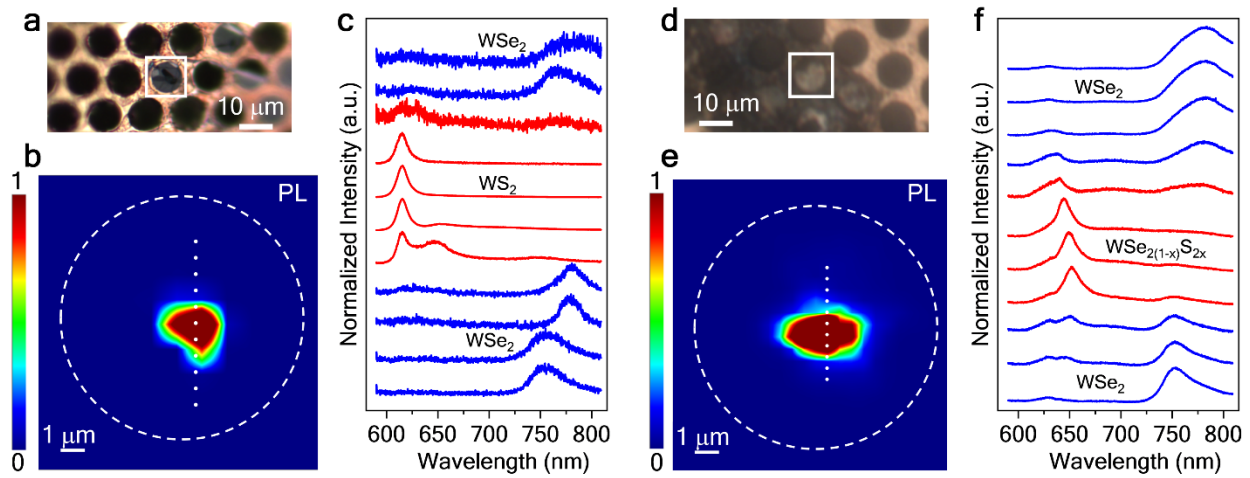 a
10 μm
b
1
0
PL
1 μm
c
Normalized Intensity (a.u.)
WSe2
WS2
WSe2
600 650 700 750 800
Wavelength (nm)
d
10 μm
e
1
0
PL
1 μm
f
Normalized Intensity (a.u.)
WSe2
WSe2(1-x)S2x
WSe2
600 650 700 750 800
Wavelength (nm)